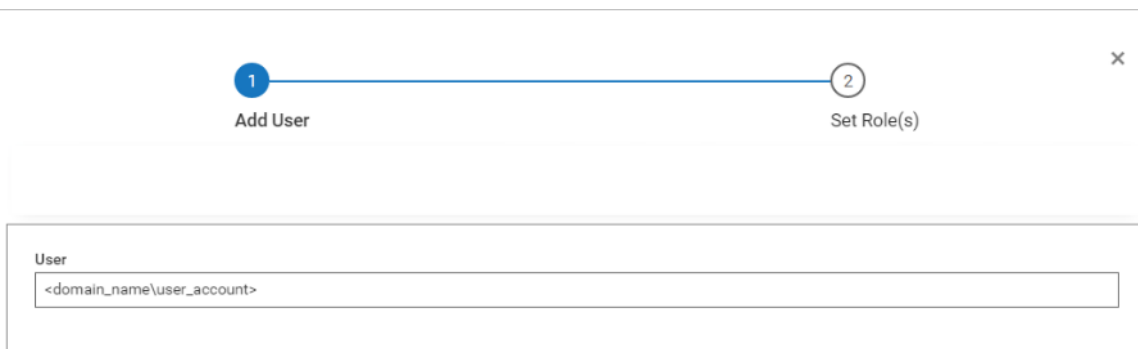 1
2
×
Add User
Set Role(s)
User
<domain_name\user_account>